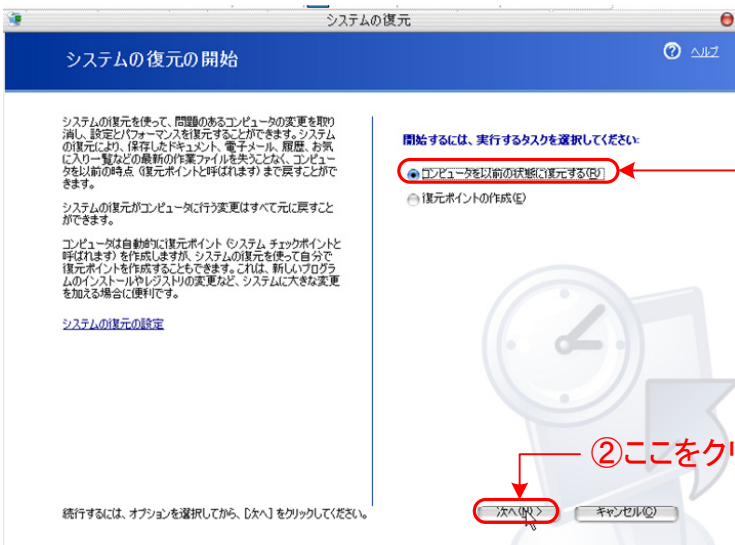 システムの復元
システムの復元の開始
ヘルプ
システムの復元を使って、問題のあるコンピュータの変更を取り
消し、設定とパフォーマンスを復元することができます。システム
の復元により、保存したドキュメント、電子メール、履歴、お気
に入り一覧などの最新の作業ファイルを失うことなく、コンピュー
タを以前の時点 (復元ポイントと呼ばれます) まで戻すことがで
きます。
システムの復元がコンピュータに行う変更はすべて元に戻すこと
ができます。
コンピュータは自動的に復元ポイント (システム チェックポイントと
呼ばれます) を作成しますが、システムの復元を使って自分で
復元ポイントを作成することもできます。これは、新しいプログラ
ムのインストールやレジストリの変更など、システムに大きな変更
を加える場合に便利です。
システムの復元の設定
開始するには、実行するタスクを選択してください:
コンピュータを以前の状態に復元する(R)
復元ポイントの作成(E)
②ここをクリ
続行するには、オプションを選択してから、[次へ] をクリックしてください。
次へ(N) >
キャンセル(C)